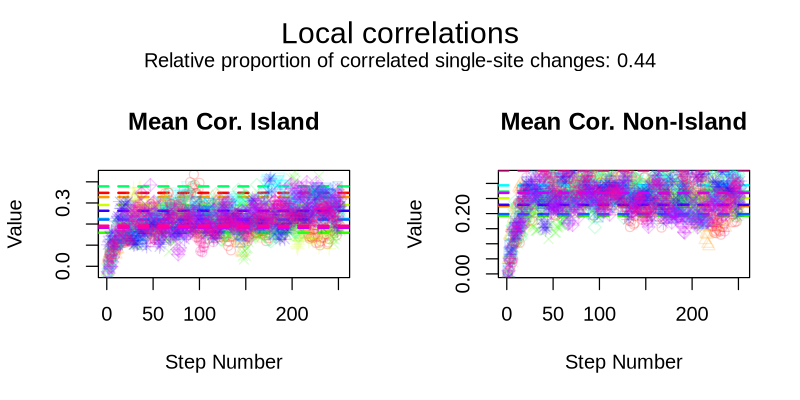 Local correlations
Relative proportion of correlated single-site changes: 0.44
Mean Cor. Island
Mean Cor. Non-Island
Value
0.3
0.0
0 50 100 200
Step Number
Value
0.20
0.00
0 50 100 200
Step Number